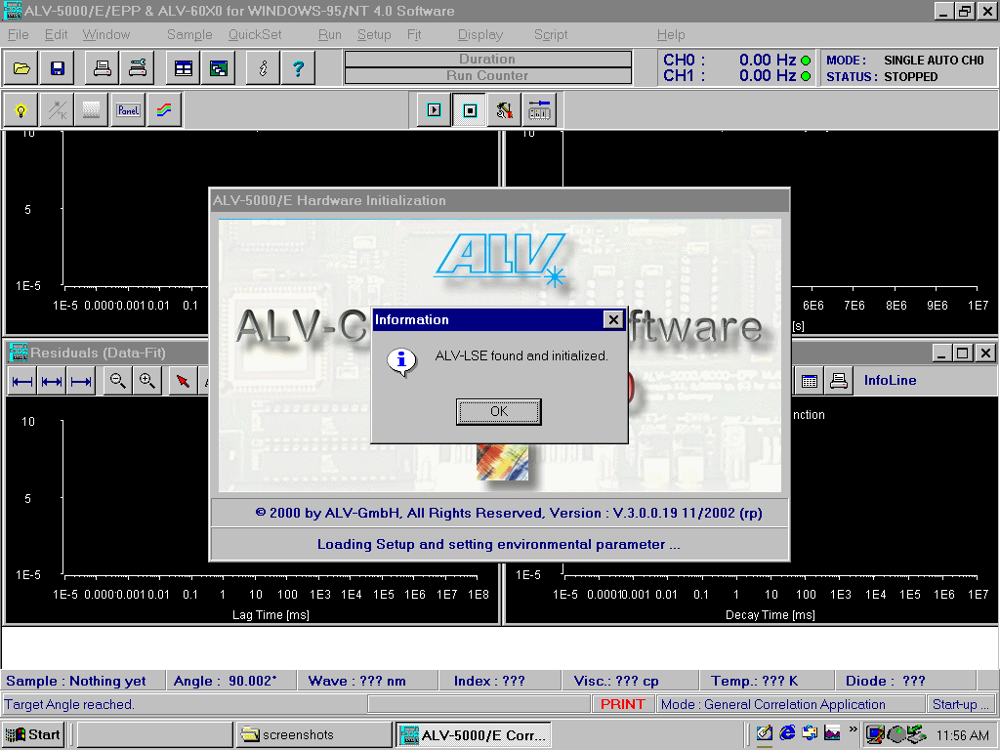 ALV-5000/E/EPP & ALV-60X0 for WINDOWS-95/NT 4.0 Software
File Edit Window Sample QuickSet Run Setup Fit Display Script Help
Duration
Run Counter
CH0 : 0.00 Hz
CH1 : 0.00 Hz
MODE : SINGLE AUTO CH0
STATUS : STOPPED
Panel
10
5
1E-5
1E-5 0.0001 0.001 0.01 0.1
10
6E6 7E6 8E6 9E6 1E7
[s]
ALV-5000/E Hardware Initialization
ALV
ALV-C
ftware
Information
ALV-LSE found and initialized.
OK
© 2000 by ALV-GmbH, All Rights Reserved, Version : V.3.0.0.19 11/2002 (rp)
Loading Setup and setting environmental parameter ...
Residuals (Data-Fit)
InfoLine
nction
10
5
1E-5
1E-5 0.0001 0.001 0.01 0.1 1 10 100 1E3 1E4 1E5 1E6 1E7 1E8
Lag Time [ms]
1E-5
1E-5 0.0001 0.001 0.01 0.1 1 10 100 1E3 1E4 1E5 1E6 1E7
Decay Time [ms]
Sample : Nothing yet Angle : 90.002° Wave : ??? nm Index : ??? Visc.: ??? cp Temp.: ??? K Diode : ???
Target Angle reached. PRINT Mode : General Correlation Application Start-up ...
Start screenshots ALV-5000/E Corr... 11:56 AM